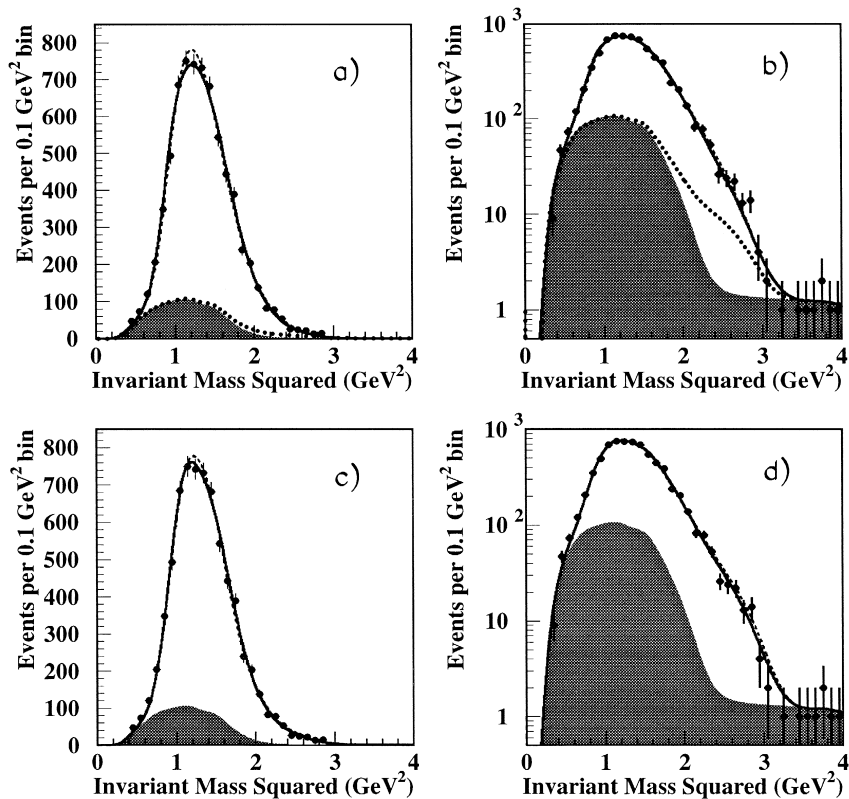 a)
Events per 0.1 GeV² bin
800
700
600
500
400
300
200
100
0
0 1 2 3 4
Invariant Mass Squared (GeV²)
b)
Events per 0.1 GeV² bin
10³
10²
10
1
0 1 2 3 4
Invariant Mass Squared (GeV²)
c)
Events per 0.1 GeV² bin
800
700
600
500
400
300
200
100
0
0 1 2 3 4
Invariant Mass Squared (GeV²)
d)
Events per 0.1 GeV² bin
10³
10²
10
1
0 1 2 3 4
Invariant Mass Squared (GeV²)